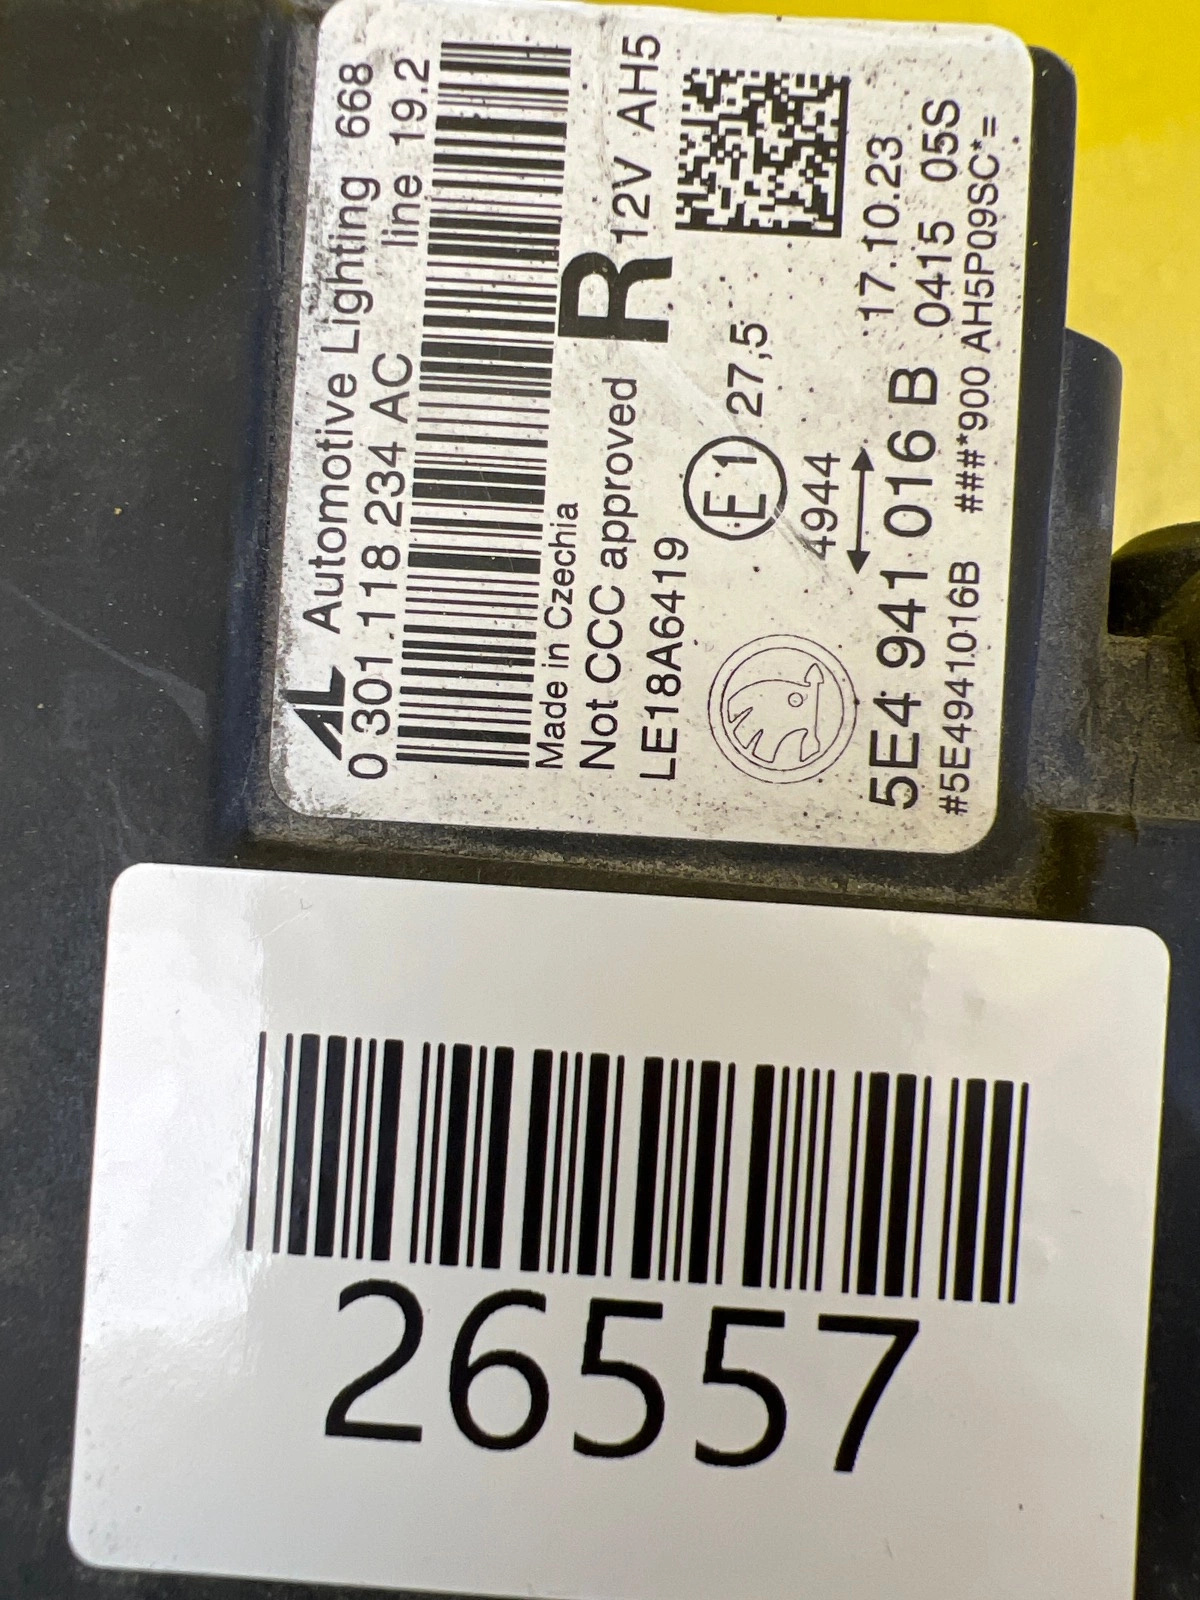 AL Automotive Lighting 668
0 301.118 234 AC line 19.2
Made in Czechia
Not CCC approved R 12V AH5
LE18A6419 E1 27,5
4944
17.10.23
5E4 941 016 B 0415 05S
#5E4941016B ###*900 AH5P09SC*=
26557